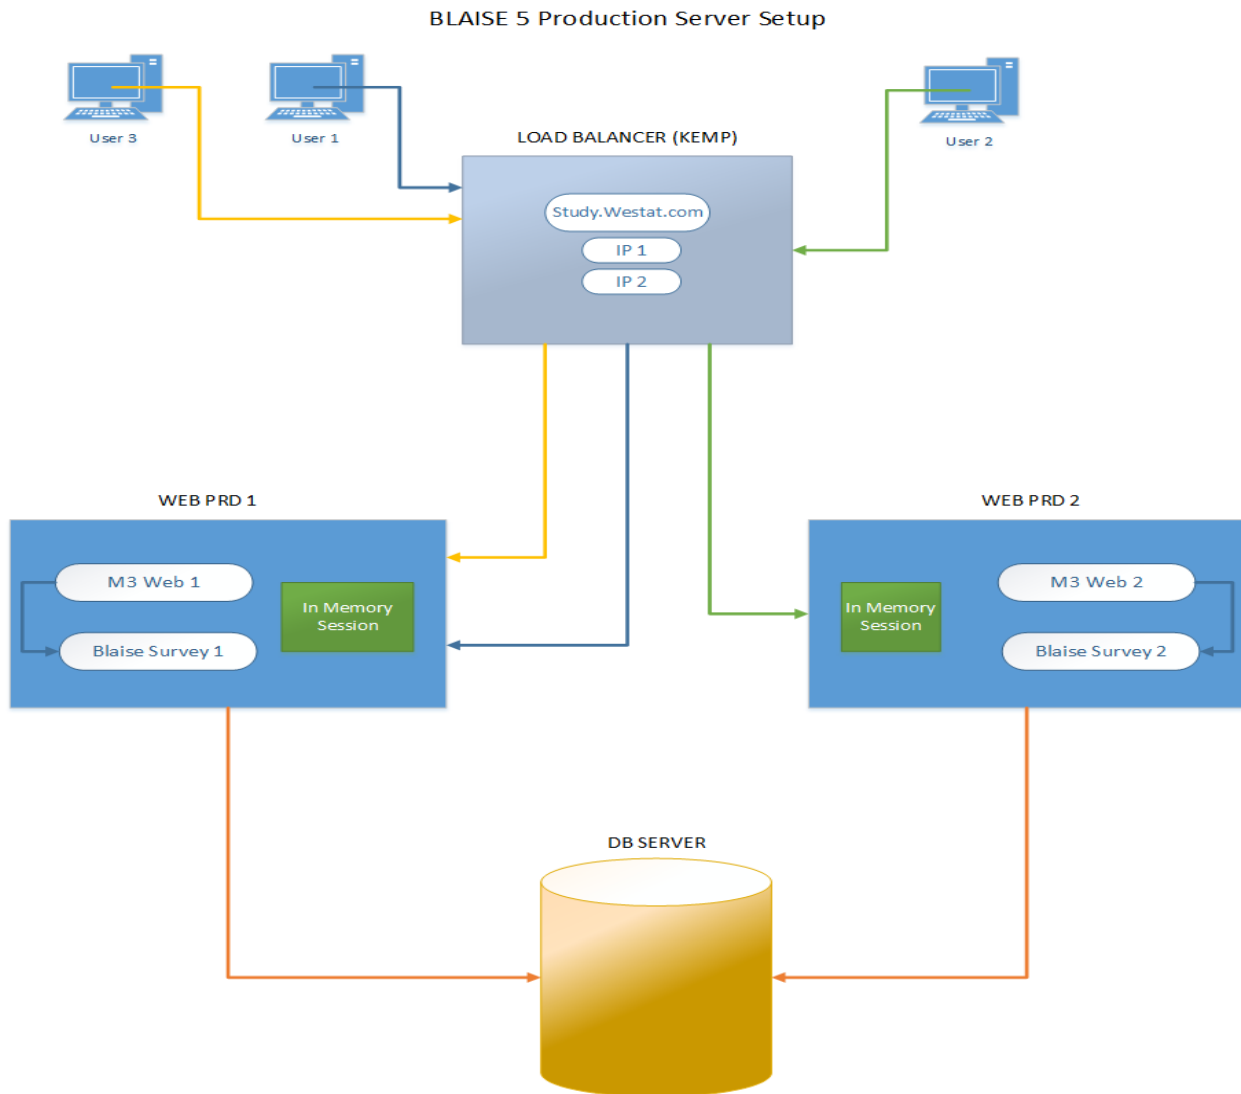 BLAISE 5 Production Server Setup
User 3
User 1
User 2
LOAD BALANCER (KEMP)
Study.Westat.com
IP 1
IP 2
WEB PRD 1
WEB PRD 2
M3 Web 1
In Memory
Session
Blaise Survey 1
In Memory
Session
M3 Web 2
Blaise Survey 2
DB SERVER